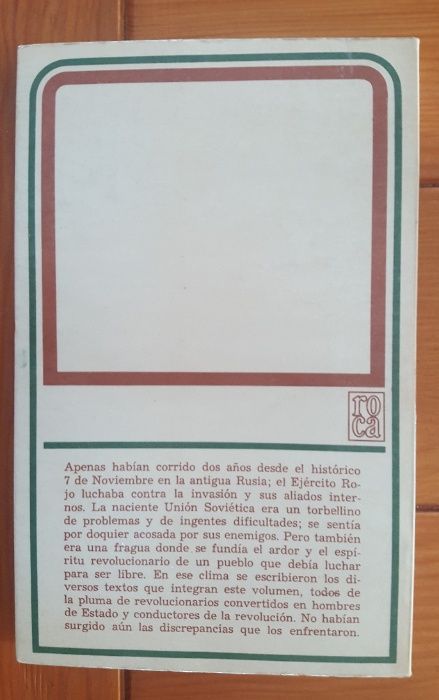 ro
ca
Apenas habían corrido dos años desde el histórico
7 de Noviembre en la antigua Rusia; el Ejército Ro-
jo luchaba contra la invasión y sus aliados inter-
nos. La naciente Unión Soviética era un torbellino
de problemas y de ingentes dificultades; se sentía
por doquier acosada por sus enemigos. Pero también
era una fragua donde se fundía el ardor y el espí-
ritu revolucionario de un pueblo que debía luchar
para ser libre. En ese clima se escribieron los di-
versos textos que integran este volumen, todos de
la pluma de revolucionarios convertidos en hombres
de Estado y conductores de la revolución. No habían
surgido aún las discrepancias que los enfrentaron.